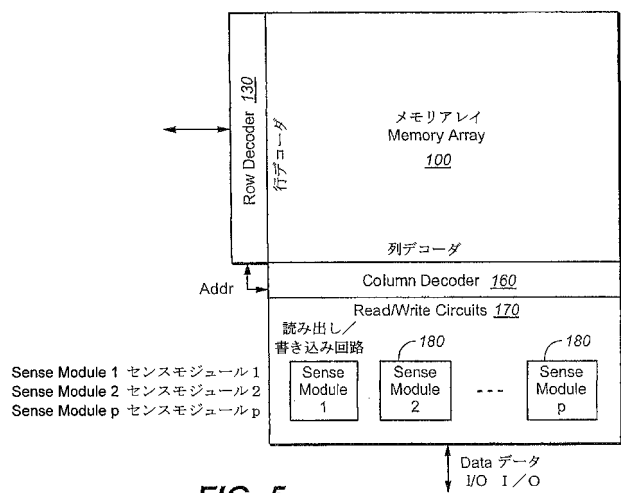 Row Decoder 130
行デコーダ
メモリアレイ
Memory Array
100
列デコーダ
Addr
Column Decoder 160
Read/Write Circuits 170
読み出し／
書き込み回路
180
180
Sense Module 1 センスモジュール1
Sense Module 2 センスモジュール2
Sense Module p センスモジュールp
Sense
Module
1
Sense
Module
2
Sense
Module
p
Data データ
I/O I／O
FIG. 5